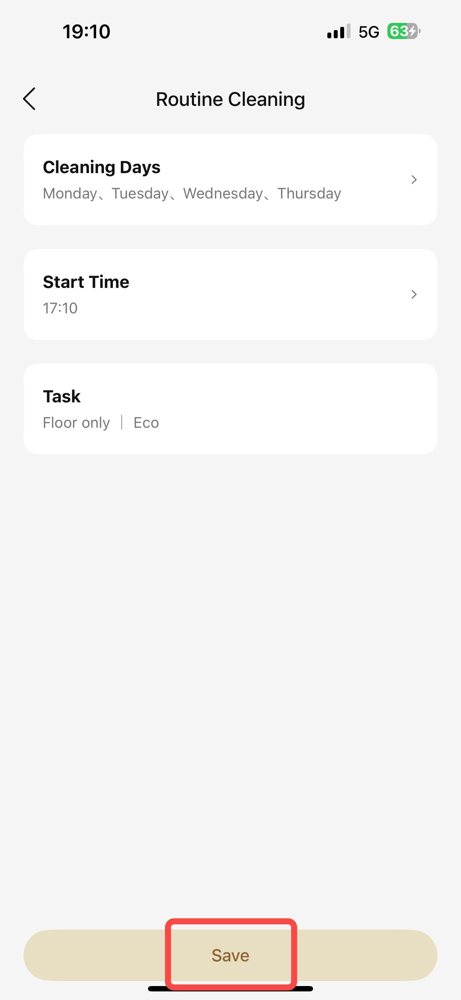 19:10
5G 63
Routine Cleaning
Cleaning Days
Monday、Tuesday、Wednesday、Thursday
Start Time
17:10
Task
Floor only | Eco
Save